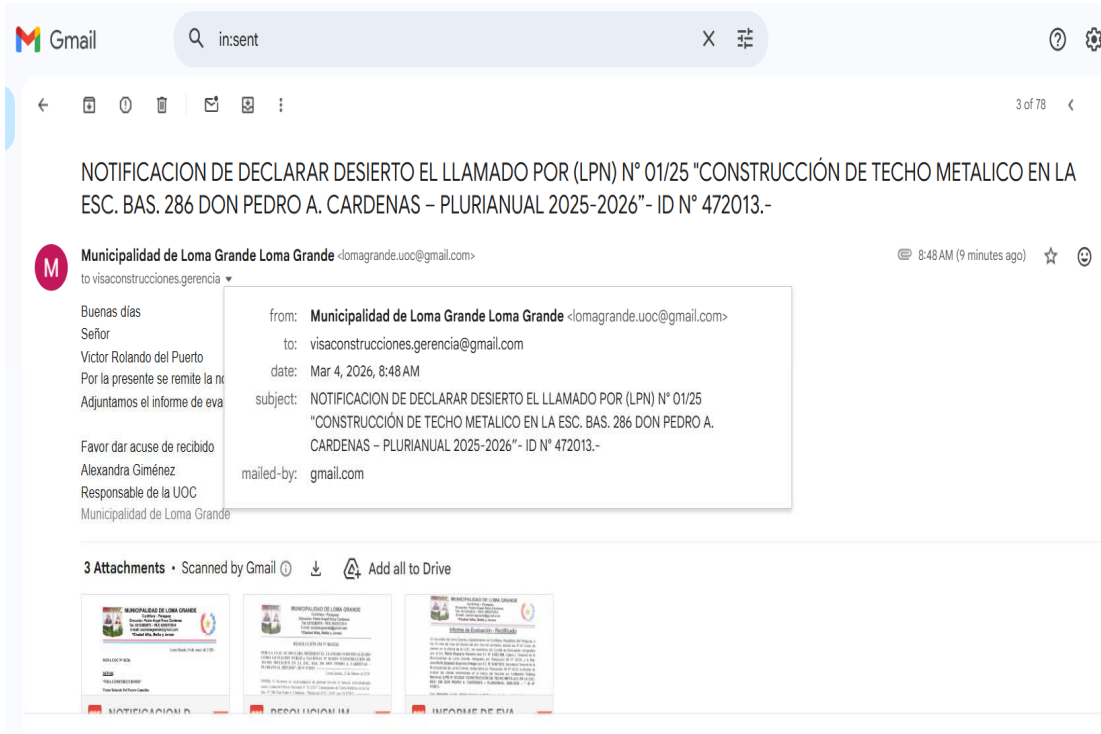 Gmail
in:sent
3 of 78
NOTIFICACION DE DECLARAR DESIERTO EL LLAMADO POR (LPN) N° 01/25 "CONSTRUCCIÓN DE TECHO METALICO EN LA
ESC. BAS. 286 DON PEDRO A. CARDENAS – PLURIANUAL 2025-2026”- ID N° 472013.-
M
Municipalidad de Loma Grande Loma Grande <lomagrande.uoc@gmail.com>
8:48 AM (9 minutes ago)
to visaconstrucciones.gerencia
Buenas días
Señor
Victor Rolando del Puerto
Por la presente se remite la
Adjuntamos el informe de eva
Favor dar acuse de recibido
Alexandra Giménez
Responsable de la UOC
Municipalidad de Loma Grande
from: Municipalidad de Loma Grande Loma Grande <lomagrande.uoc@gmail.com>
to: visaconstrucciones.gerencia@gmail.com
date: Mar 4, 2026, 8:48 AM
subject: NOTIFICACION DE DECLARAR DESIERTO EL LLAMADO POR (LPN) N° 01/25
"CONSTRUCCIÓN DE TECHO METALICO EN LA ESC. BAS. 286 DON PEDRO A.
CARDENAS – PLURIANUAL 2025-2026”- ID N° 472013.-
mailed-by: gmail.com
3 Attachments • Scanned by Gmail
Add all to Drive
MUNICIPALIDAD DE LOMA GRANDE
MUNICIPALIDAD DE LOMA GRANDE
MUNICIPALIDAD DE LOMA GRANDE
Informe de Evaluación - Rectificado
NOTIFICACION D
RESOLUCION IM
INFORME DE EVA